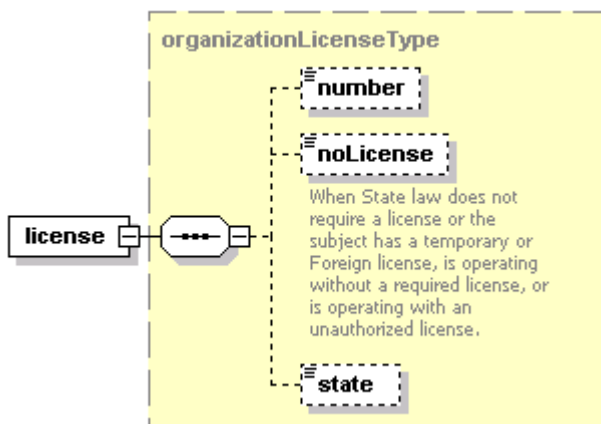 organizationLicenseType
number
noLicense
When State law does not
require a license or the
subject has a temporary or
Foreign license, is operating
without a required license, or
is operating with an
unauthorized license.
license
state